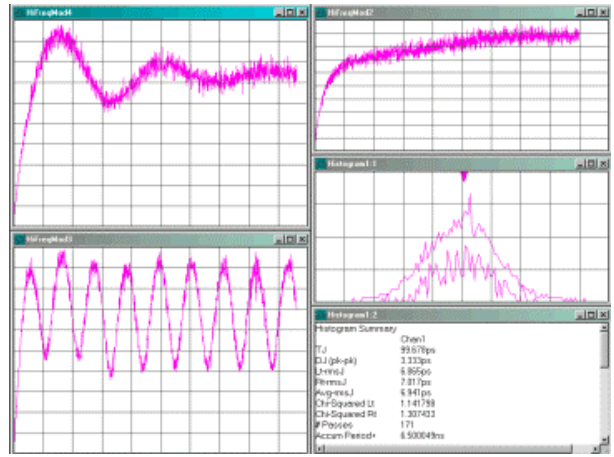 HiFreqMod4
HiFreqMod2
Histogram1:1
HiFreqMod3
Histogram1:2
Histogram Summary
Chan1
TJ 99.678ps
DJ (pk-pk) 3.333ps
Lt-rmsJ 6.865ps
Rt-rmsJ 7.017ps
Avg-rmsJ 6.941ps
Chi-Squared Lt 1.141798
Chi-Squared Rt 1.307433
# Passes 171
Accum Period+ 6.500049ns